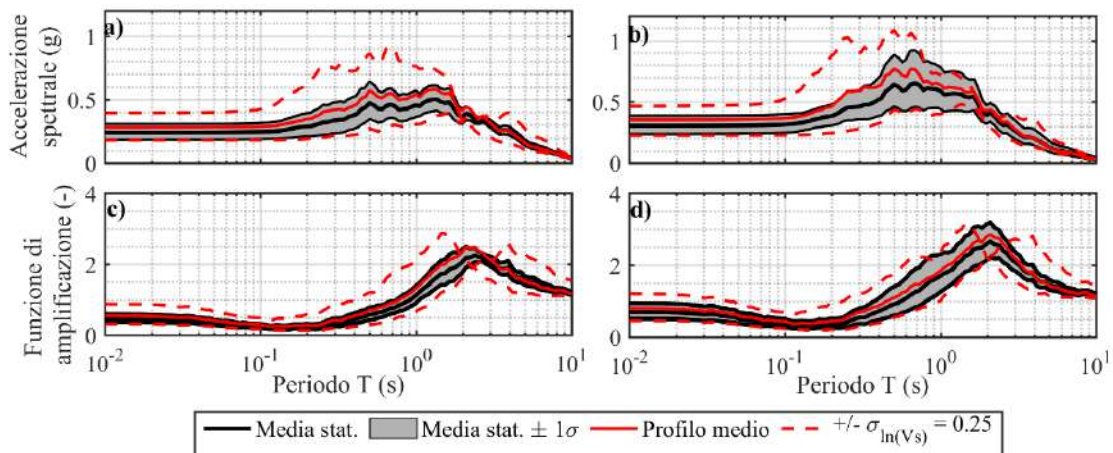 a)
b)
Accelerazione
spettrale (g)
1
0.5
0
1
0.5
0
c)
d)
Funzione di
amplificazione (-)
4
2
0
4
2
0
10^-2
10^-1
10^0
10^1
10^-2
10^-1
10^0
10^1
Periodo T (s)
Periodo T (s)
Media stat. Media stat. ± 1σ Profilo medio +/- σ_ln(Vs) = 0.25